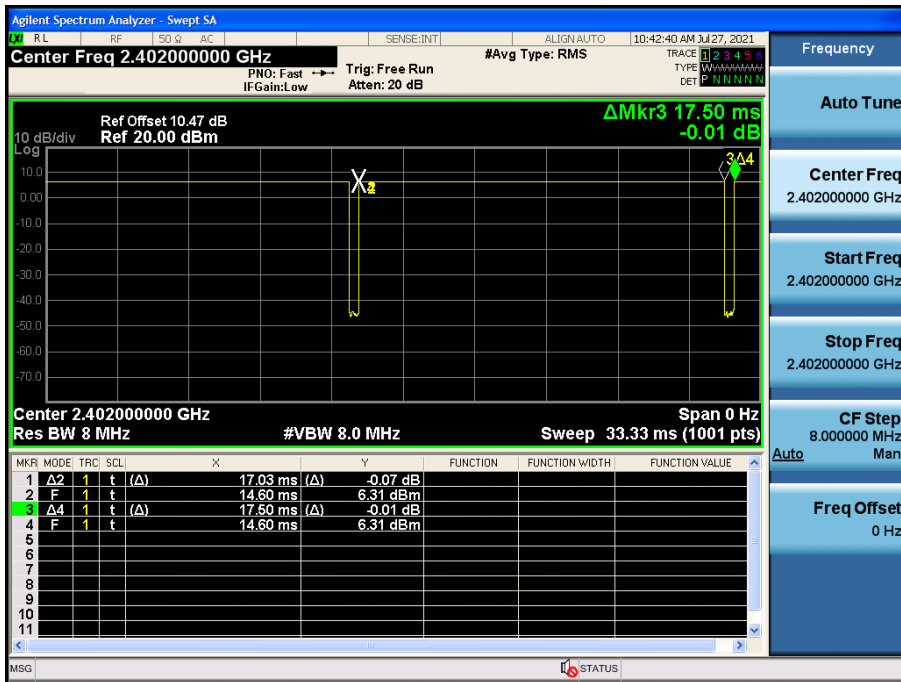 Agilent Spectrum Analyzer - Swept SA
LXI RL RF 50 Ω AC SENSE:INT ALIGN AUTO 10:42:40 AM Jul 27, 2021
Center Freq 2.402000000 GHz #Avg Type: RMS TRACE 1 2 3 4 5 6
PNO: Fast Trig: Free Run TYPE WWWWWW
IFGain:Low Atten: 20 dB DET P N N N N N
Frequency
ΔMkr3 17.50 ms
-0.01 dB
Ref Offset 10.47 dB
10 dB/div Ref 20.00 dBm
Log
10.0
0.00
-10.0
-20.0
-30.0
-40.0
-50.0
-60.0
-70.0
3Δ4
Center 2.402000000 GHz Span 0 Hz
Res BW 8 MHz #VBW 8.0 MHz Sweep 33.33 ms (1001 pts)
MKR MODE TRC SCL X Y FUNCTION FUNCTION WIDTH FUNCTION VALUE
1 Δ2 1 t (Δ) 17.03 ms (Δ) -0.07 dB
2 F 1 t 14.60 ms 6.31 dBm
3 Δ4 1 t (Δ) 17.50 ms (Δ) -0.01 dB
4 F 1 t 14.60 ms 6.31 dBm
5
6
7
8
9
10
11
MSG STATUS
Auto Tune
Center Freq
2.402000000 GHz
Start Freq
2.402000000 GHz
Stop Freq
2.402000000 GHz
CF Step
8.000000 MHz
Auto Man
Freq Offset
0 Hz